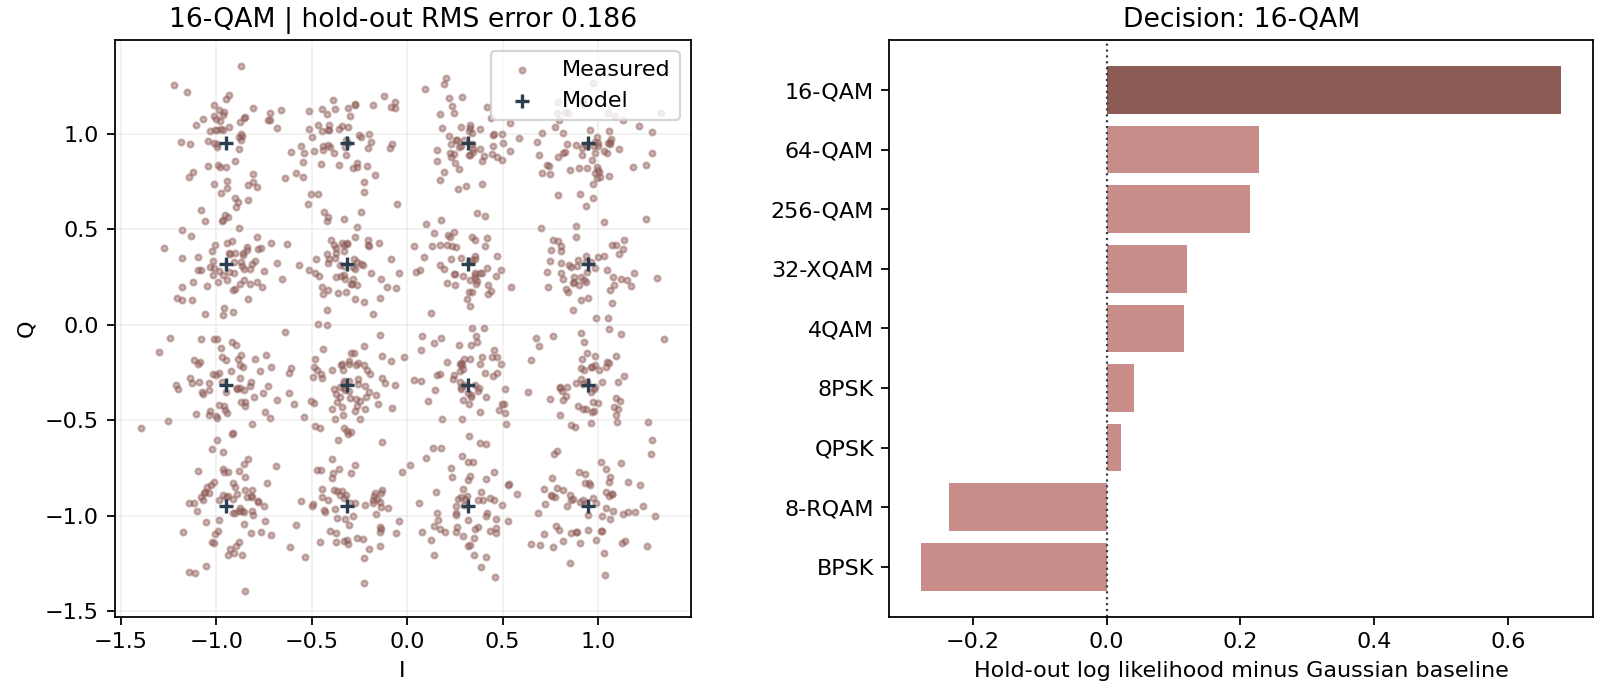 16-QAM | hold-out RMS error 0.186
Measured
Model
1.0
0.5
0.0
−0.5
−1.0
−1.5
Q
−1.5
−1.0
−0.5
0.0
0.5
1.0
I
Decision: 16-QAM
16-QAM
64-QAM
256-QAM
32-XQAM
4QAM
8PSK
QPSK
8-RQAM
BPSK
−0.2
0.0
0.2
0.4
0.6
Hold-out log likelihood minus Gaussian baseline